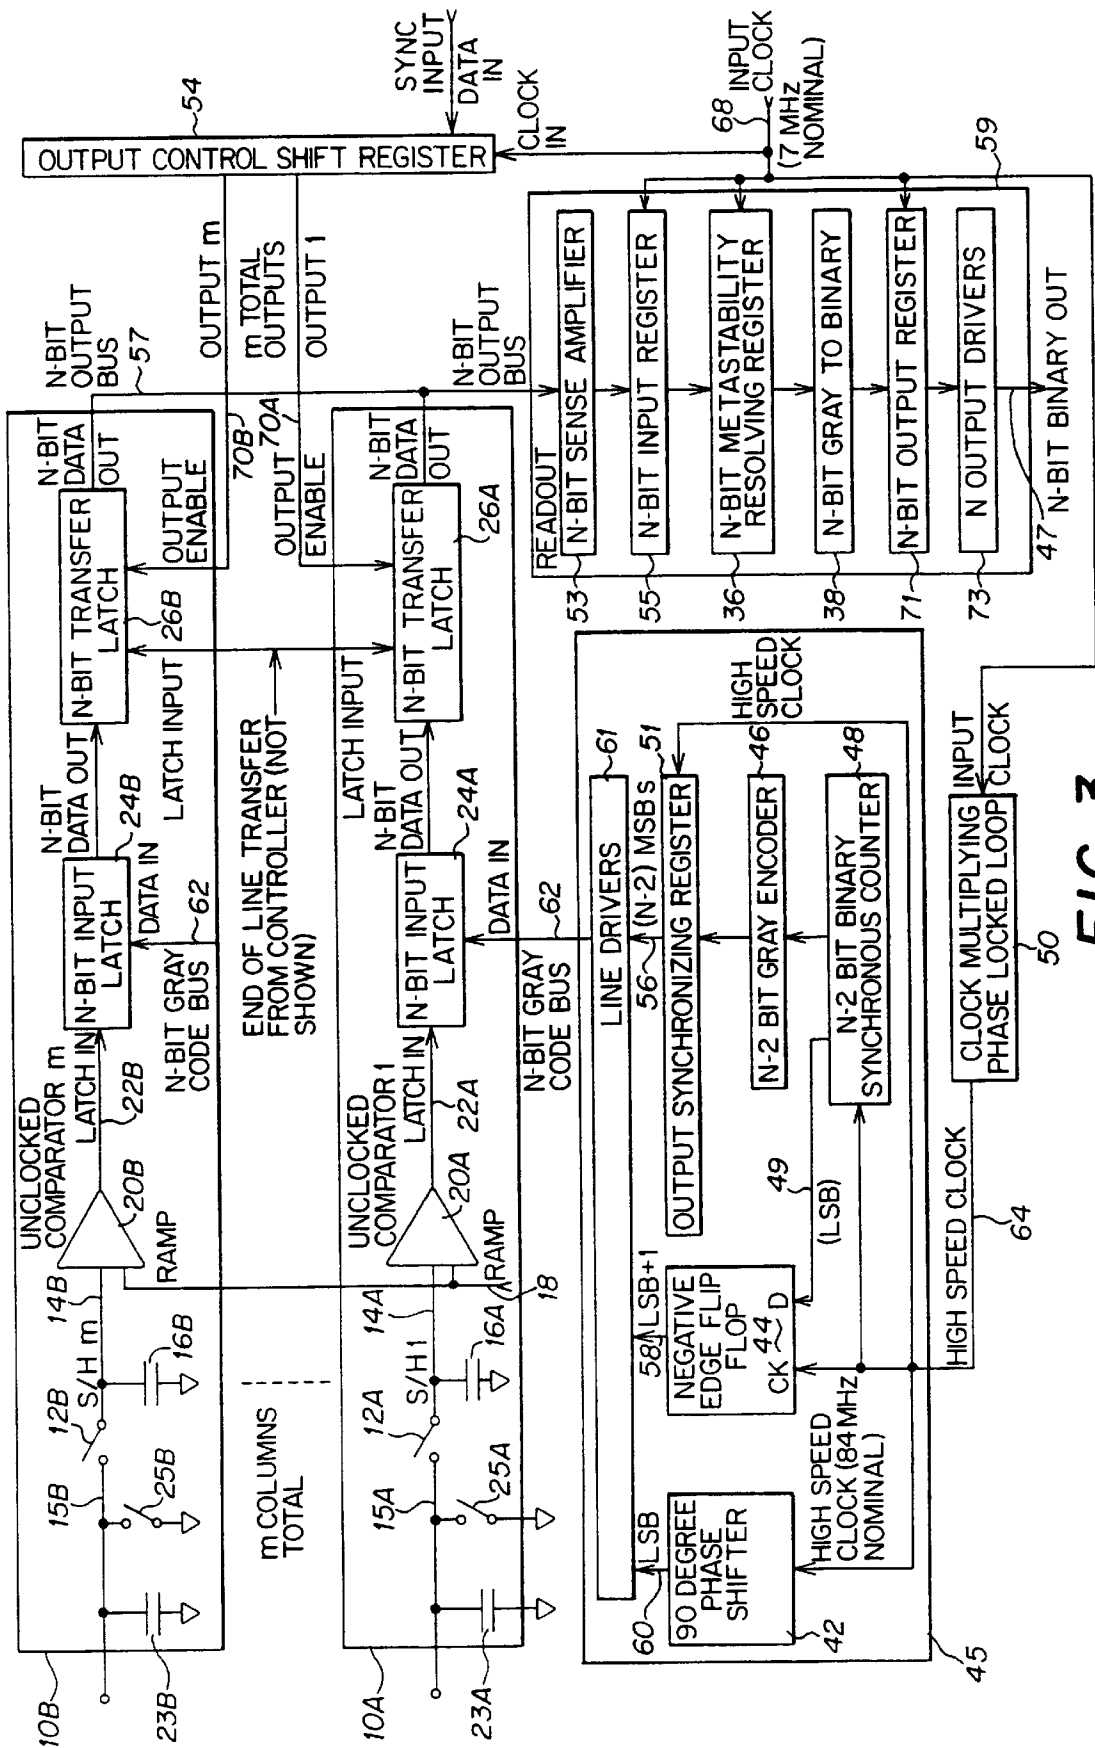 10B
23B
15B
25B
12B
S/H m
16B
14B
UNCLOCKED
COMPARATOR m
20B
RAMP
LATCH IN
22B
N-BIT INPUT
LATCH
24B
DATA IN
62
N-BIT GRAY
CODE BUS
N-BIT
DATA OUT
N-BIT TRANSFER
LATCH
26B
LATCH INPUT
OUTPUT
ENABLE
70B
N-BIT
DATA
OUT
N-BIT
OUTPUT
BUS
57
OUTPUT m
m TOTAL
OUTPUTS
OUTPUT 1
OUTPUT CONTROL SHIFT REGISTER
54
SYNC
INPUT
DATA
IN
CLOCK
IN
m COLUMNS
TOTAL
END OF LINE TRANSFER
FROM CONTROLLER (NOT
SHOWN)
10A
23A
15A
25A
12A
S/H 1
16A
14A
UNCLOCKED
COMPARATOR 1
20A
RAMP
18
LATCH IN
22A
N-BIT INPUT
LATCH
24A
DATA IN
62
N-BIT GRAY
CODE BUS
N-BIT
DATA OUT
N-BIT TRANSFER
LATCH
26A
LATCH INPUT
OUTPUT
ENABLE
70A
N-BIT
DATA
OUT
N-BIT
OUTPUT
BUS
68
INPUT
CLOCK
(7 MHz
NOMINAL)
LINE DRIVERS
61
60
LSB
90 DEGREE
PHASE
SHIFTER
42
58
LSB+1
NEGATIVE
EDGE FLIP
FLOP
44
CK
D
49
(LSB)
56
(N-2) MSBs
OUTPUT SYNCHRONIZING REGISTER
51
N-2 BIT GRAY ENCODER
46
N-2 BIT BINARY
SYNCHRONOUS COUNTER
48
HIGH
SPEED
CLOCK
HIGH SPEED
CLOCK (84 MHz
NOMINAL)
45
HIGH SPEED CLOCK
64
CLOCK MULTIPLYING
PHASE LOCKED LOOP
50
INPUT
CLOCK
READOUT
59
53
N-BIT SENSE AMPLIFIER
55
N-BIT INPUT REGISTER
36
N-BIT METASTABILITY
RESOLVING REGISTER
38
N-BIT GRAY TO BINARY
71
N-BIT OUTPUT REGISTER
73
N OUTPUT DRIVERS
47
N-BIT BINARY OUT
FIG. 3